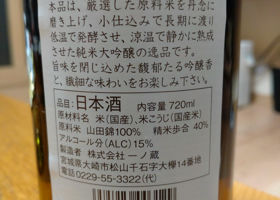 本品は、厳選した原料米を丹念に
磨き上げ、小仕込みで長期に渡り
低温で発酵させ、涼温で静かに熟成
させた純米大吟醸の逸品です。
旨味を閉じ込めた馥郁たる吟醸香
と、繊細な味わいをお楽しみ下さい。
品目:日本酒 内容量 720ml
原材料名 米(国産)、米こうじ(国産米)
原料米 山田錦100% 精米歩合 40%
アルコール分(ALC)15%
製造者 株式会社一ノ蔵
宮城県大崎市松山千石字大欅14番地
電話 0229-55-3322(代)